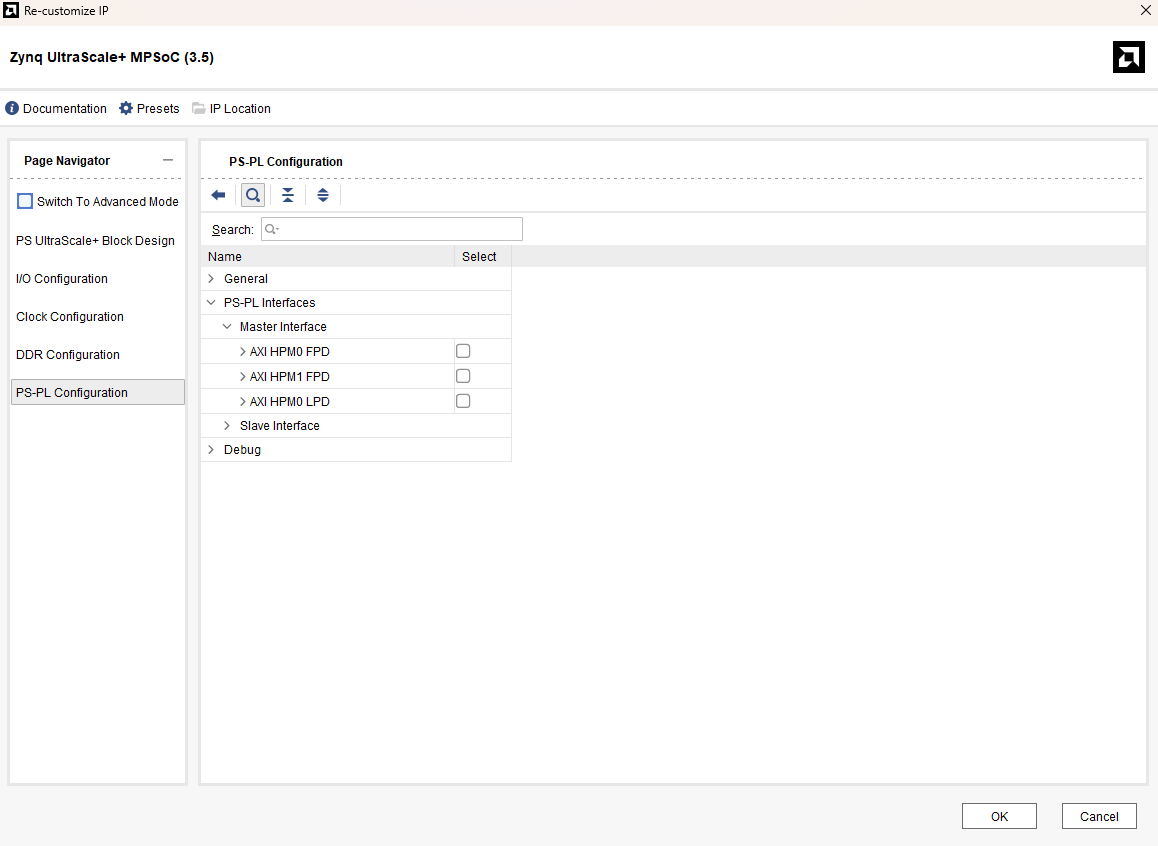 Re-customize IP
Zynq UltraScale+ MPSoC (3.5)
Documentation Presets IP Location
Page Navigator
Switch To Advanced Mode
PS UltraScale+ Block Design
I/O Configuration
Clock Configuration
DDR Configuration
PS-PL Configuration
PS-PL Configuration
Search:
Name Select
General
PS-PL Interfaces
Master Interface
AXI HPM0 FPD
AXI HPM1 FPD
AXI HPM0 LPD
Slave Interface
Debug
OK Cancel